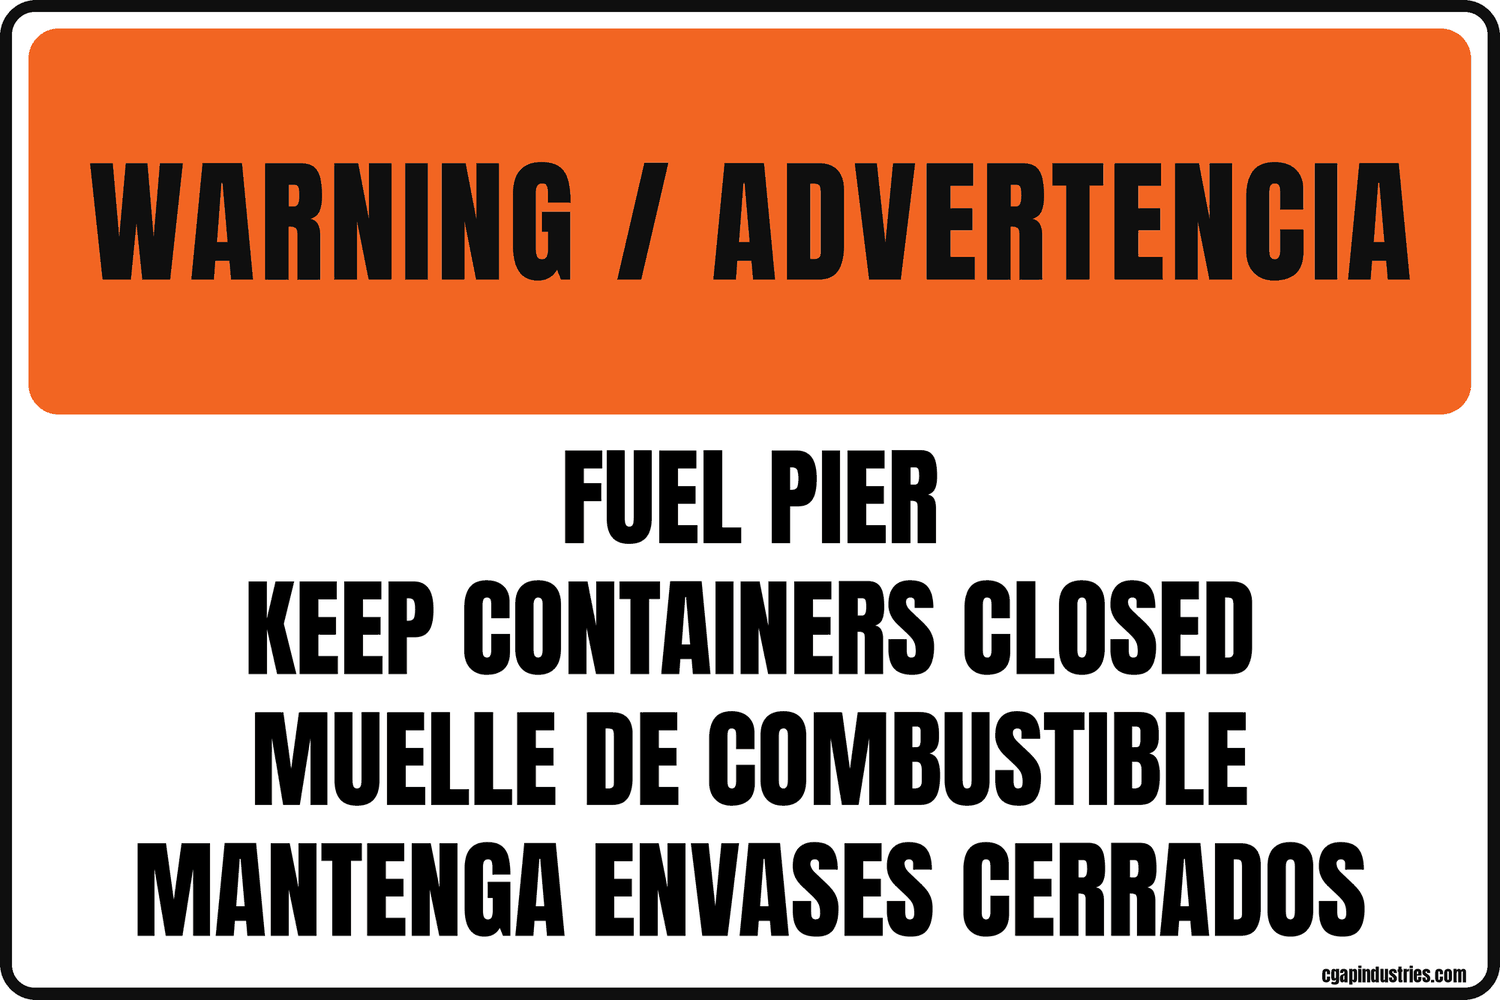 WARNING / ADVERTENCIA
FUEL PIER
KEEP CONTAINERS CLOSED
MUELLE DE COMBUSTIBLE
MANTENGA ENVASES CERRADOS
cgapindustries.com